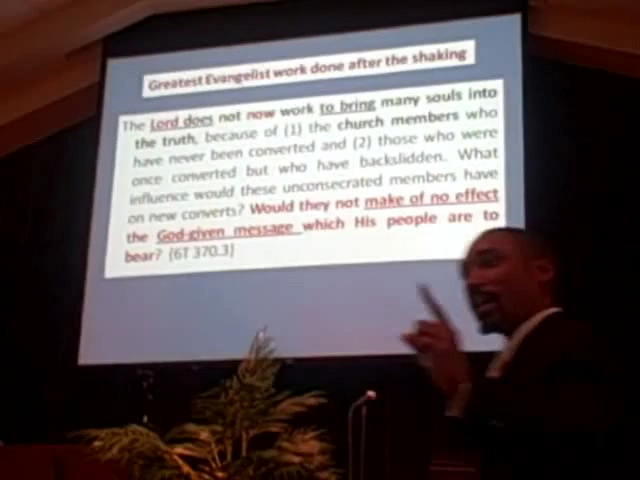 Greatest Evangelist work done after the shaking
The Lord does not now work to bring many souls into
the truth, because of (1) the church members who
have never been converted and (2) those who were
once converted but who have backslidden. What
influence would these unconsecrated members have
on new converts? Would they not make of no effect
the God-given message which His people are to
bear? {6T 370.3}